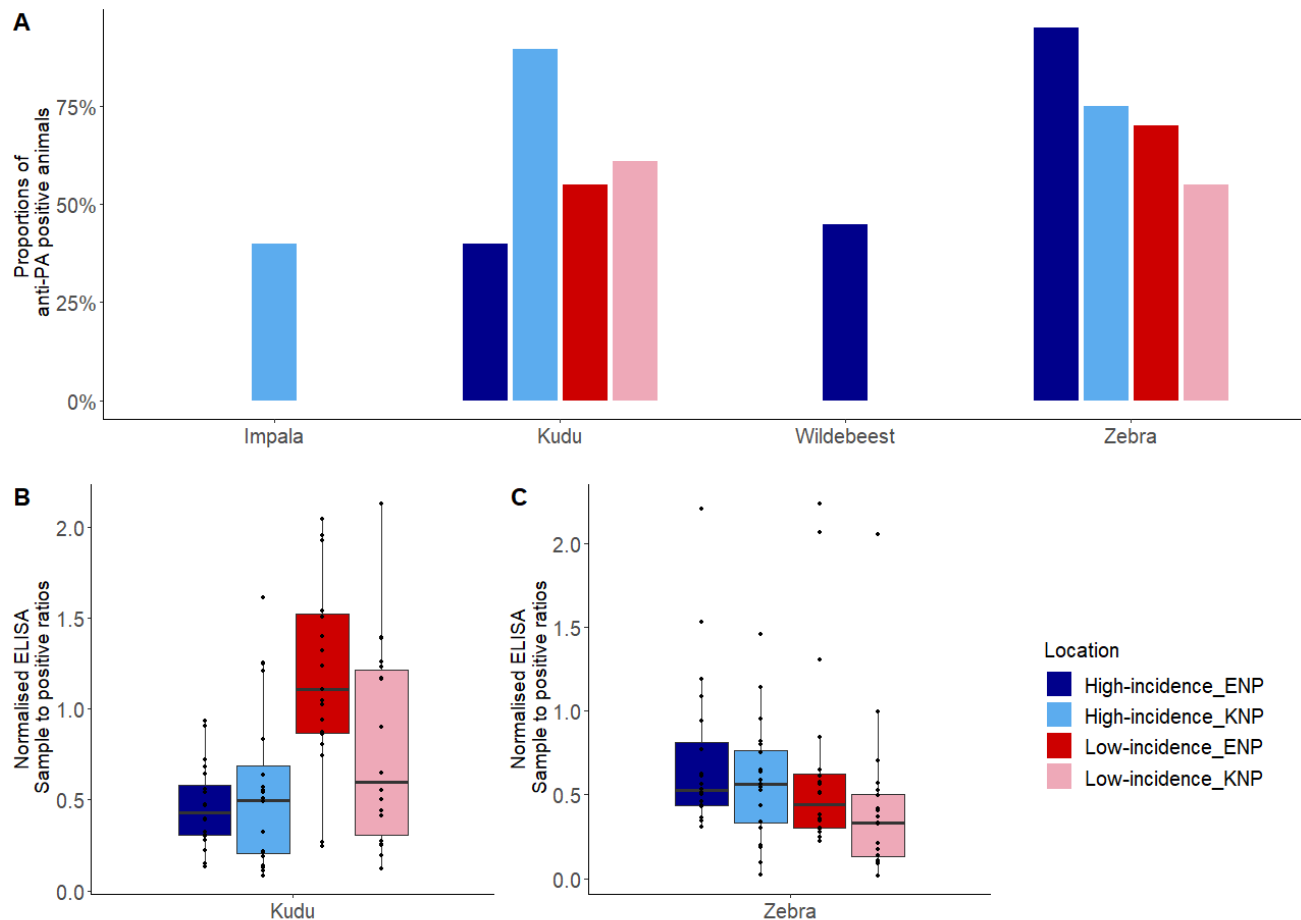 A
Proportions of
anti-PA positive animals
75%
50%
25%
0%
Impala Kudu Wildebeest Zebra
B
Normalised ELISA
Sample to positive ratios
2.0
1.5
1.0
0.5
0.0
Kudu
C
Normalised ELISA
Sample to positive ratios
2.0
1.5
1.0
0.5
0.0
Zebra
Location
High-incidence_ENP
High-incidence_KNP
Low-incidence_ENP
Low-incidence_KNP